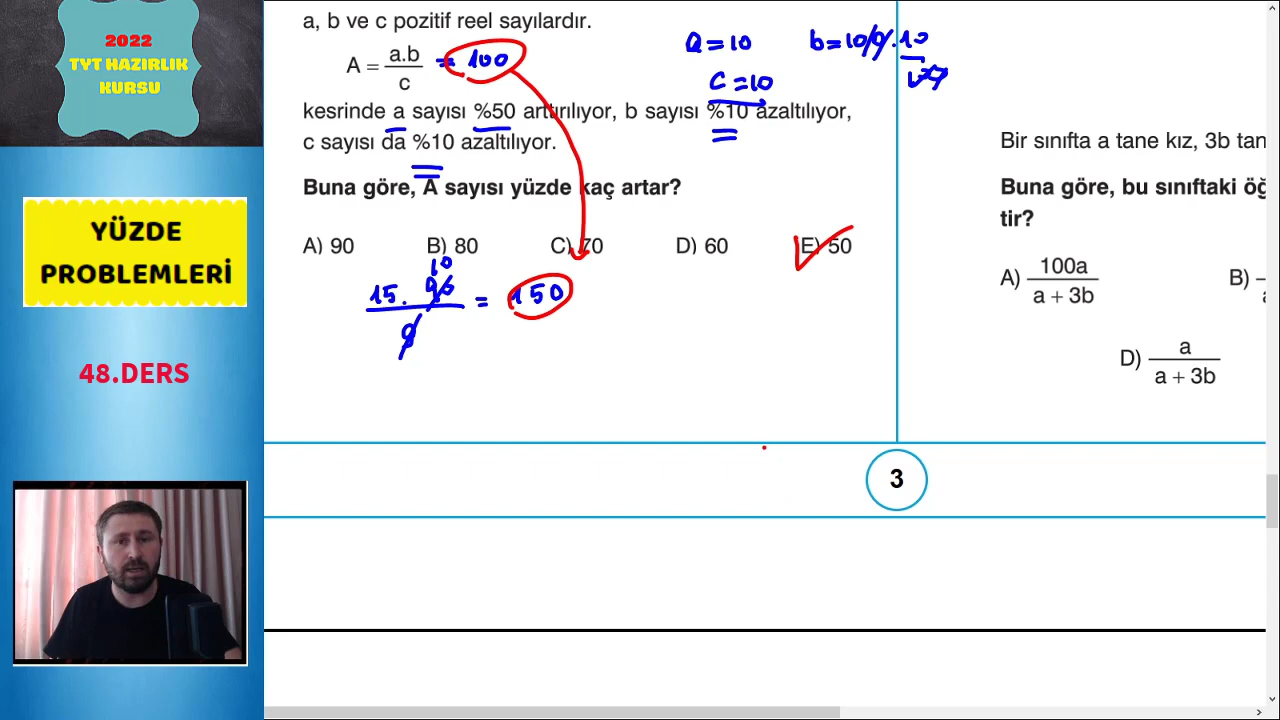 2022
TYT HAZIRLIK
KURSU
YÜZDE
PROBLEMLERİ
48.DERS
a, b ve c pozitif reel sayılardır.
A = a.b / c = 100
a = 10
c = 10
kesrinde a sayısı %50 arttırılıyor, b sayısı %10 azaltılıyor,
c sayısı da %10 azaltılıyor.
Buna göre, A sayısı yüzde kaç artar?
A) 90 B) 80 C) 70 D) 60 E) 50
10
15. 90 / 9 = 150
3
Bir sınıfta a tane kız, 3b tan
Buna göre, bu sınıftaki öğ
tir?
A) 100a / a + 3b
B)
D) a / a + 3b